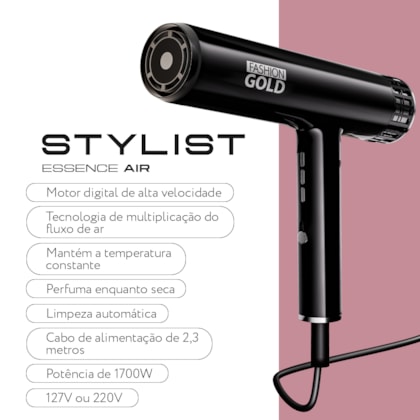 FASHION
GOLD
STYLIST
ESSENCE AIR
Motor digital de alta velocidade
Tecnologia de multiplicação do
fluxo de ar
Mantém a temperatura
constante
Perfuma enquanto seca
Limpeza automática
Cabo de alimentação de 2,3
metros
Potência de 1700W
127V ou 220V